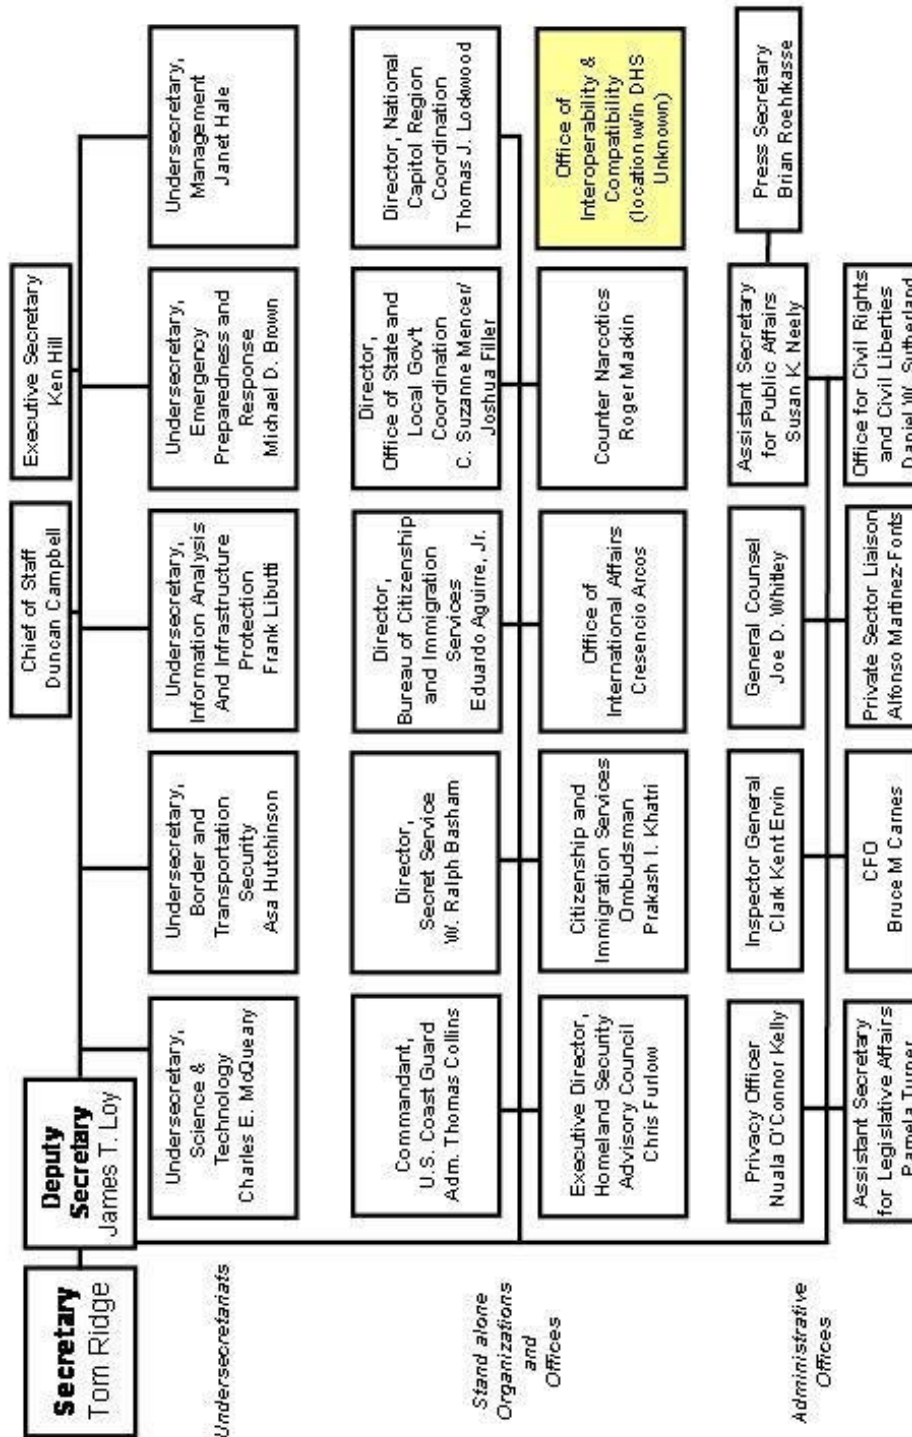 Secretary
Tom Ridge
Deputy
Secretary
James T. Loy
Chief of Staff
Duncan Campbell
Executive Secretary
Ken Hill
Undersecretariats
Undersecretary,
Science &
Technology
Charles E. McQueary
Undersecretary,
Border and
Transportation
Security
Asa Hutchinson
Undersecretary,
Information Analysis
And Infrastructure
Protection
Frank Libutti
Undersecretary,
Emergency
Preparedness and
Response
Michael D. Brown
Undersecretary,
Management
Janet Hale
Stand alone
Organizations
and
Offices
Commandant,
U.S. Coast Guard
Adm. Thomas Collins
Director,
Secret Service
W. Ralph Basham
Director,
Bureau of Citizenship
and Immigration
Services
Eduardo Aguirre, Jr.
Director,
Office of State and
Local Gov't
Coordination
C. Suzanne Mencer/
Joshua Filler
Director, National
Capitol Region
Coordination
Thomas J. Lockwood
Executive Director,
Homeland Security
Advisory Council
Chris Furlow
Citizenship and
Immigration Services
Ombudsman
Prakash I. Khatri
Office of
International Affairs
Cresencio Arcos
Counter Narcotics
Roger Mackin
Office of
Interoperability &
Compatibility
(location w/in DHS
Unknown)
Administrative
Offices
Privacy Officer
Nuala O'Connor Kelly
Inspector General
Clark Kent Ervin
General Counsel
Joe D. Whitley
Assistant Secretary
for Public Affairs
Susan K. Neely
Press Secretary
Brian Roehrkasse
Assistant Secretary
for Legislative Affairs
Pamela Turner
CFO
Bruce M Carnes
Private Sector Liaison
Alfonso Martinez-Fonts
Office for Civil Rights
and Civil Liberties
Daniel W. Sutherland